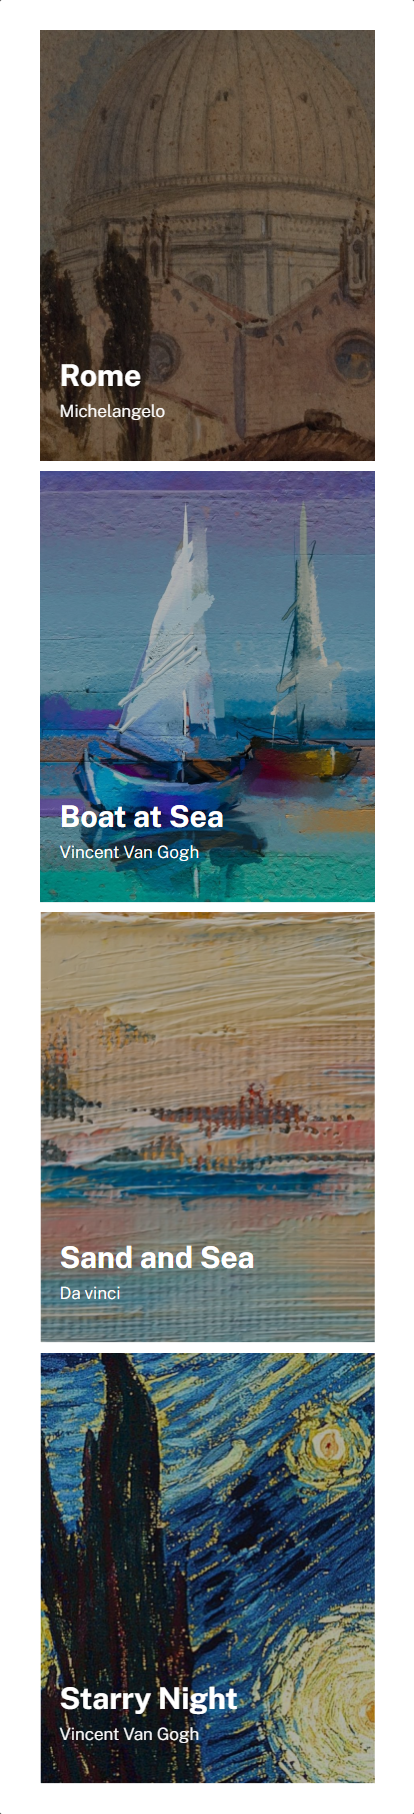 Rome
Michelangelo
Boat at Sea
Vincent Van Gogh
Sand and Sea
Da vinci
Starry Night
Vincent Van Gogh